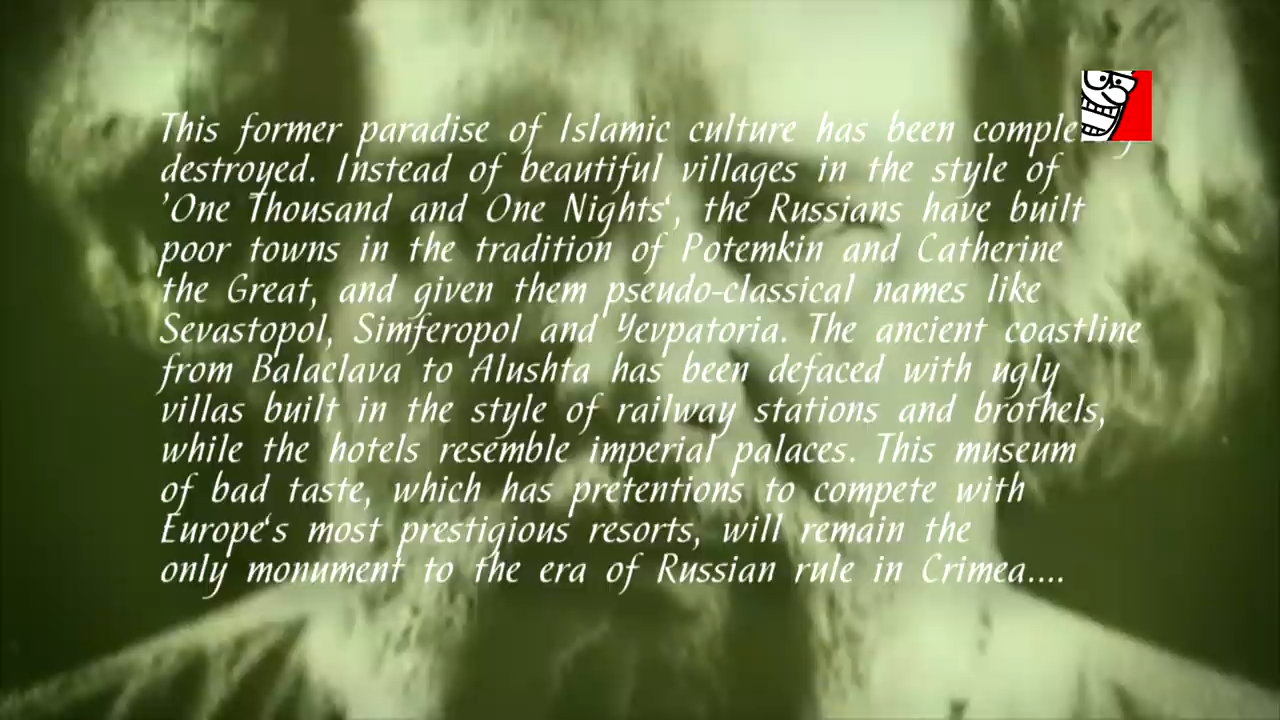 This former paradise of Islamic culture has been comple
destroyed. Instead of beautiful villages in the style of
'One Thousand and One Nights‘, the Russians have built
poor towns in the tradition of Potemkin and Catherine
the Great, and given them pseudo-classical names like
Sevastopol, Simferopol and Yevpatoria. The ancient coastline
from Balaclava to Alushta has been defaced with ugly
villas built in the style of railway stations and brothels,
while the hotels resemble imperial palaces. This museum
of bad taste, which has pretentions to compete with
Europe‘s most prestigious resorts, will remain the
only monument to the era of Russian rule in Crimea....